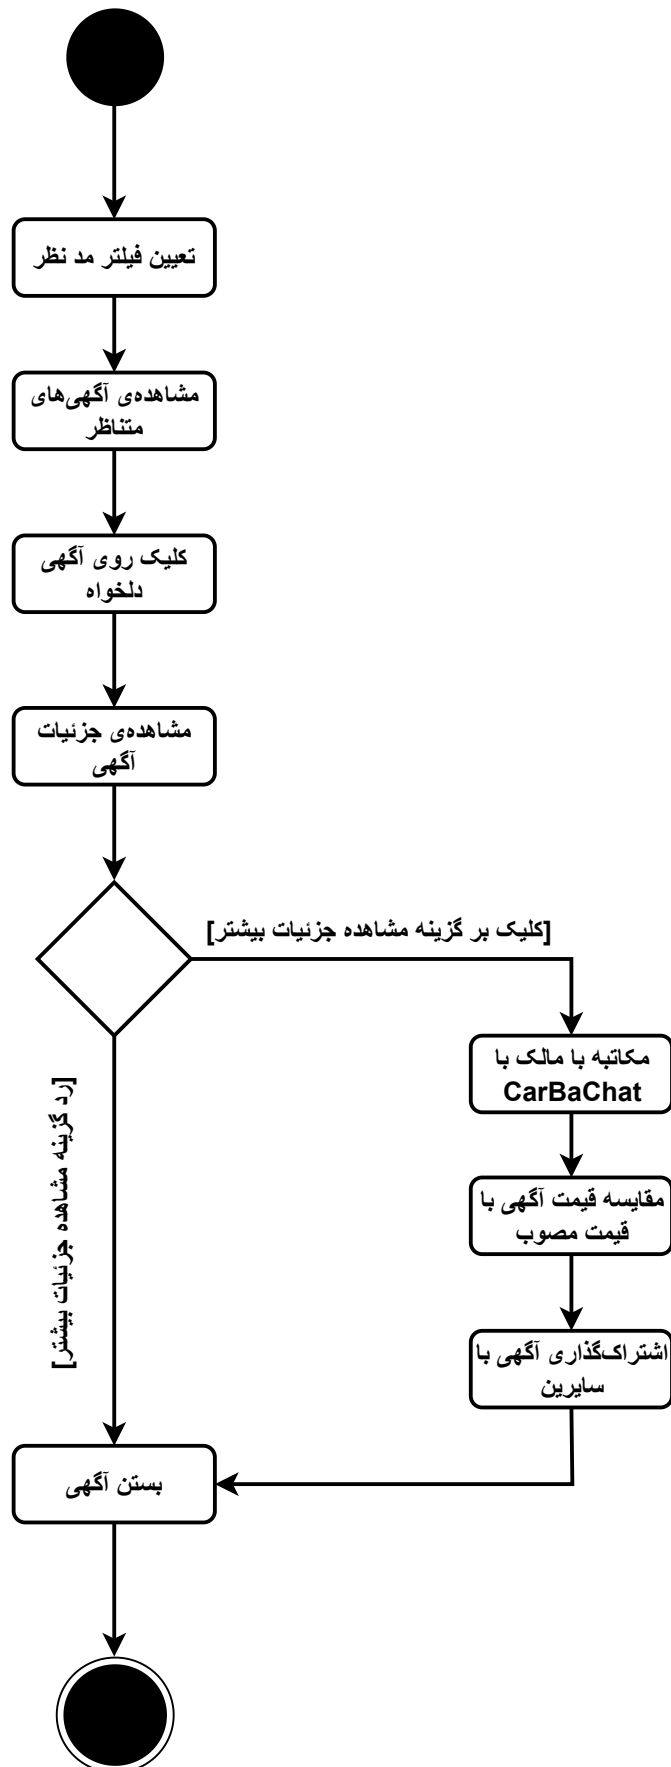 تعیین فیلتر مد نظر
مشاهده‌ی آگهی‌های
متناظر
کلیک روی آگهی
دلخواه
مشاهده‌ی جزئیات
آگهی
[کلیک بر گزینه مشاهده جزئیات بیشتر]
مکاتبه با مالک با
CarBaChat
مقایسه قیمت آگهی با
قیمت مصوب
اشتراک‌گذاری آگهی با
سایرین
[رد گزینه مشاهده جزئیات بیشتر]
بستن آگهی